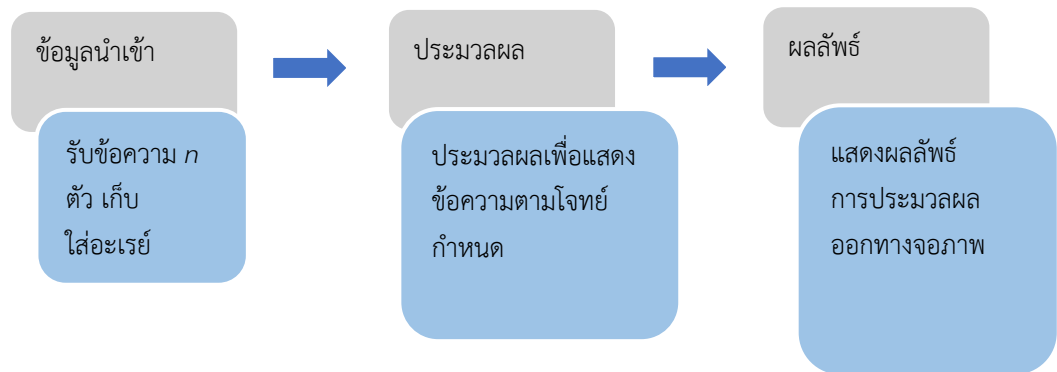 ข้อมูลนำเข้า
รับข้อความ n
ตัว เก็บ
ใส่อะเรย์
ประมวลผล
ประมวลผลเพื่อแสดง
ข้อความตามโจทย์
กำหนด
ผลลัพธ์
แสดงผลลัพธ์
การประมวลผล
ออกทางจอภาพ